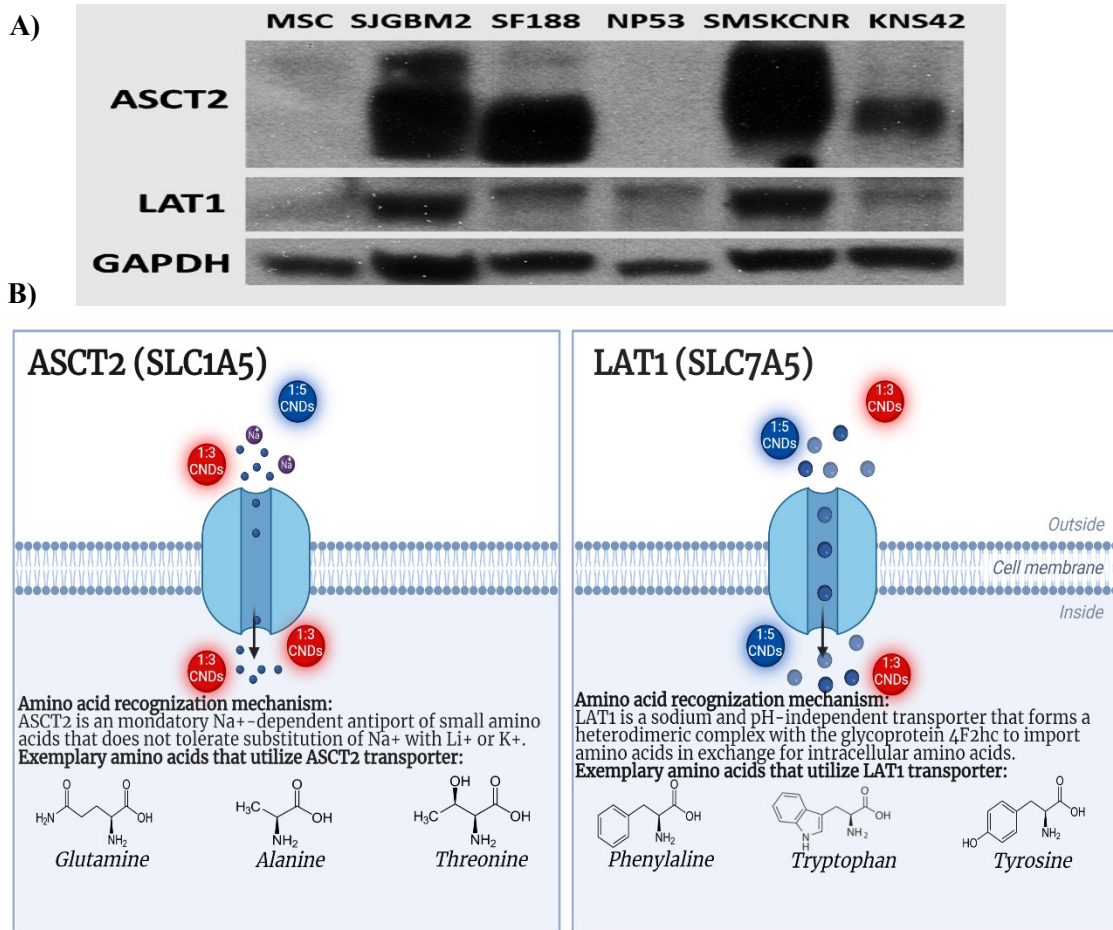 A)
MSC SJGBM2 SF188 NP53 SMSKCNR KNS42
ASCT2
LAT1
GAPDH
B)
ASCT2 (SLC1A5)
1:5
CNDs
Na+
1:3
CNDs
Na+
1:3
CNDs
1:3
CNDs
Amino acid recognization mechanism:
ASCT2 is an mandatory Na+-dependent antiport of small amino
acids that does not tolerate substitution of Na+ with Li+ or K+.
Exemplary amino acids that utilize ASCT2 transporter:
O O
H2N OH
NH2
Glutamine
O
H3C OH
NH2
Alanine
OH O
H3C OH
NH2
Threonine
LAT1 (SLC7A5)
1:3
CNDs
1:5
CNDs
Outside
Cell membrane
Inside
1:5
CNDs
1:3
CNDs
Amino acid recognization mechanism:
LAT1 is a sodium and pH-independent transporter that forms a
heterodimeric complex with the glycoprotein 4F2hc to import
amino acids in exchange for intracellular amino acids.
Exemplary amino acids that utilize LAT1 transporter:
O
OH
NH2
Phenylaline
O
OH
NH2
N
H
Tryptophan
O
OH
NH2
HO
Tyrosine